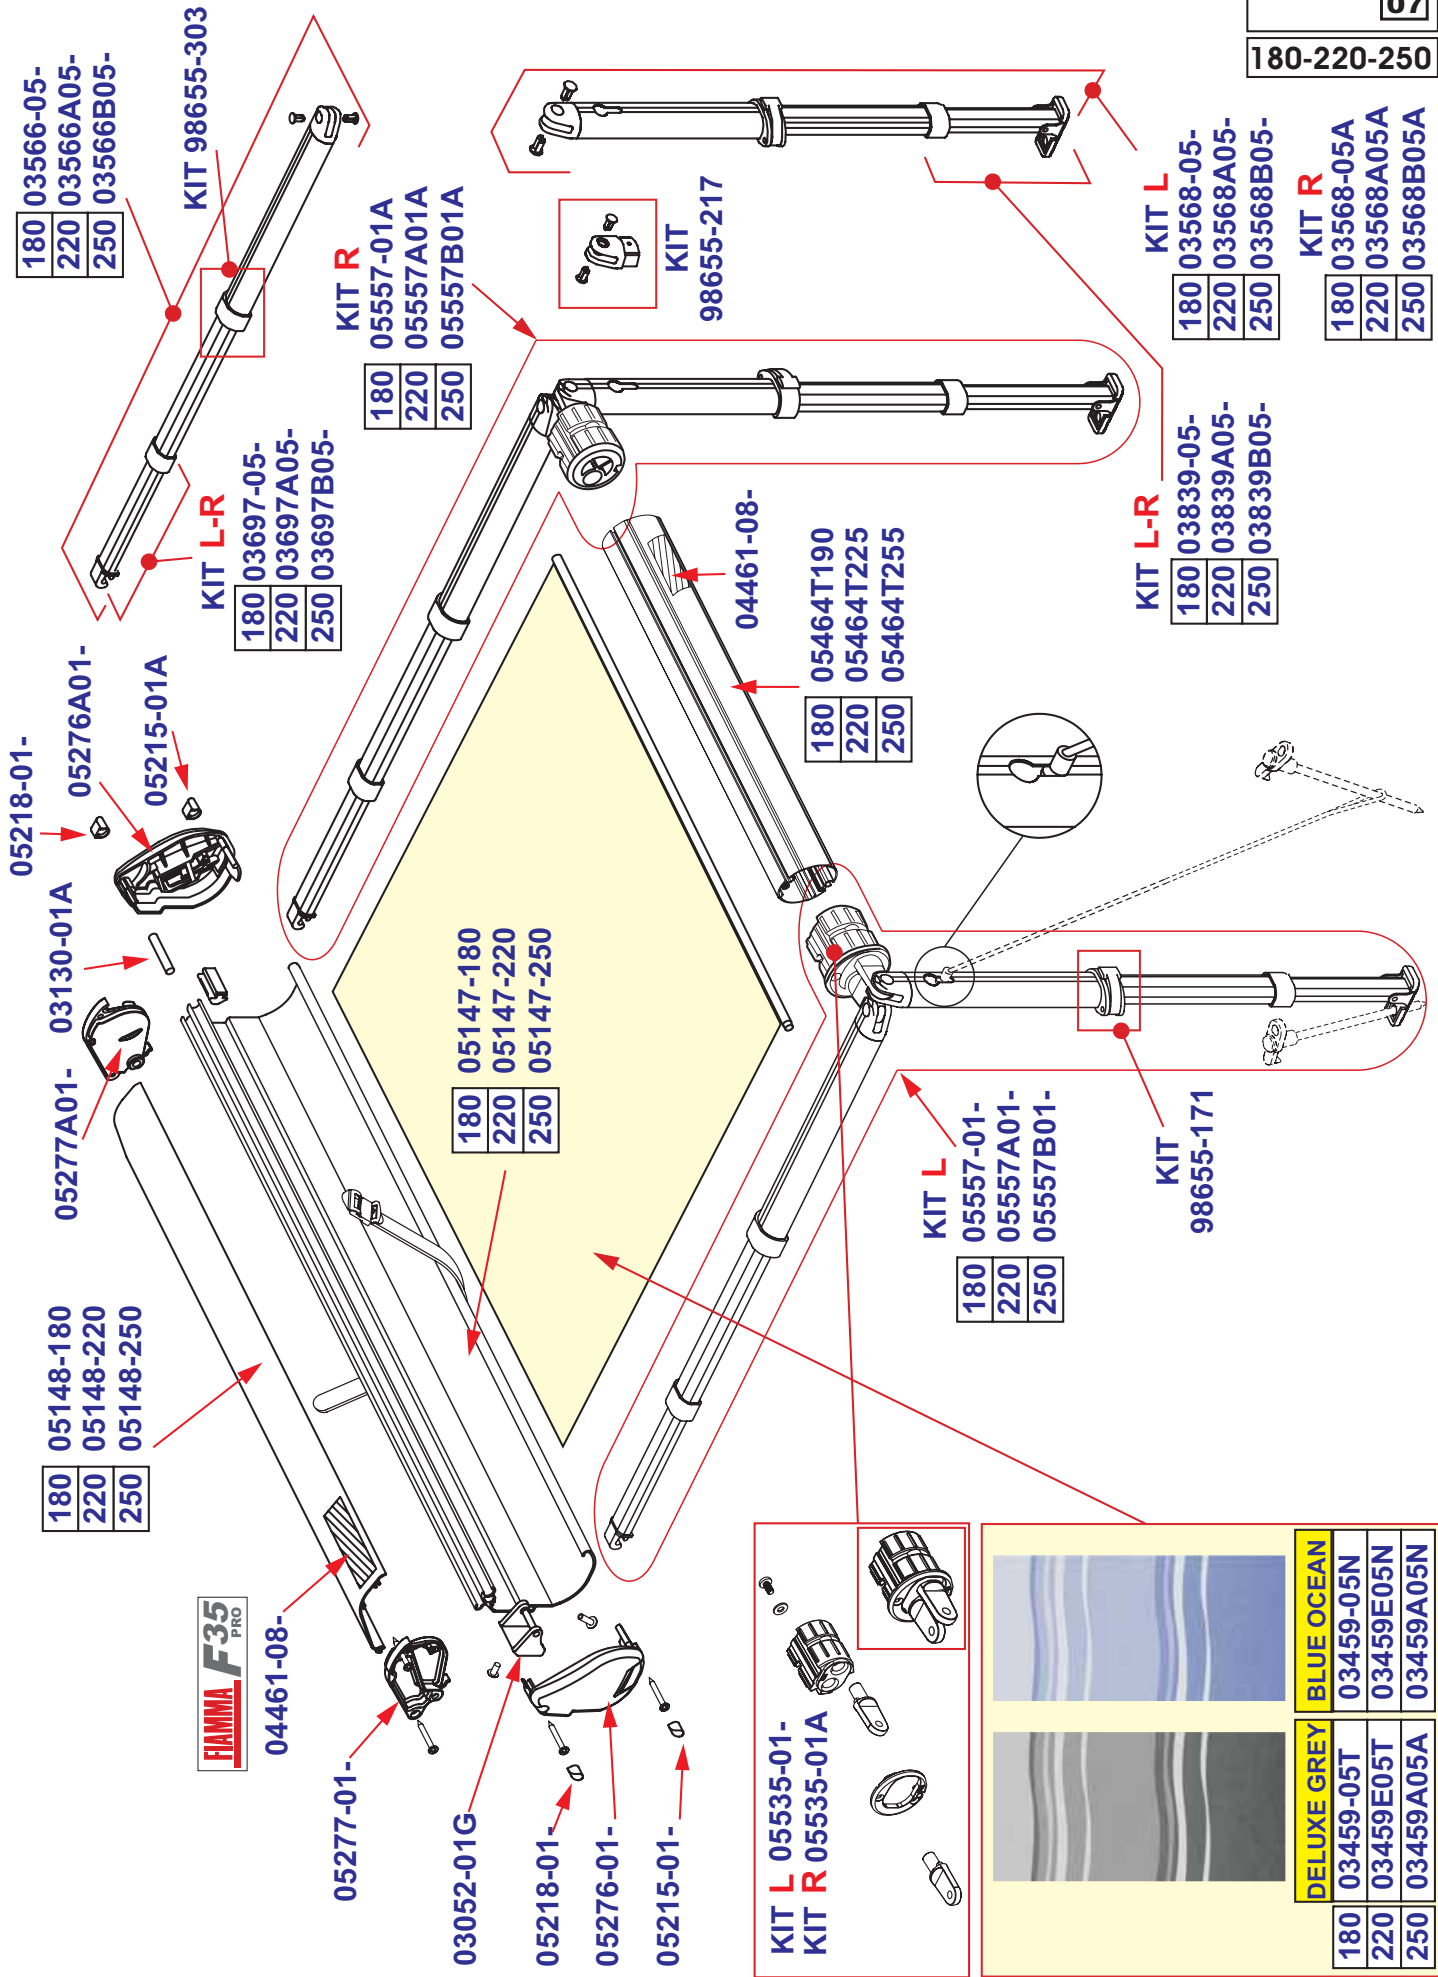 180 03566-05-
220 03566A05-
250 03566B05-
KIT 98655-303
KIT L-R
180 03697-05-
220 03697A05-
250 03697B05-
KIT R
180 05557-01A
220 05557A01A
250 05557B01A
KIT
98655-217
KIT L
180 03568-05-
220 03568A05-
250 03568B05-
KIT R
180 03568-05A
220 03568A05A
250 03568B05A
07
180-220-250
KIT L-R
180 03839-05-
220 03839A05-
250 03839B05-
05218-01-
05276A01-
05215-01A
03130-01A
05277A01-
04461-08-
180 05464T190
220 05464T225
250 05464T255
180 05147-180
220 05147-220
250 05147-250
180 05148-180
220 05148-220
250 05148-250
KIT L
180 05557-01-
220 05557A01-
250 05557B01-
KIT
98655-171
FIAMMA F35
PRO
04461-08-
05277-01-
03052-01G
05218-01-
05276-01-
05215-01-
KIT L 05535-01-
KIT R 05535-01A
DELUXE GREY BLUE OCEAN
180 03459-05T 03459-05N
220 03459E05T 03459E05N
250 03459A05A 03459A05N